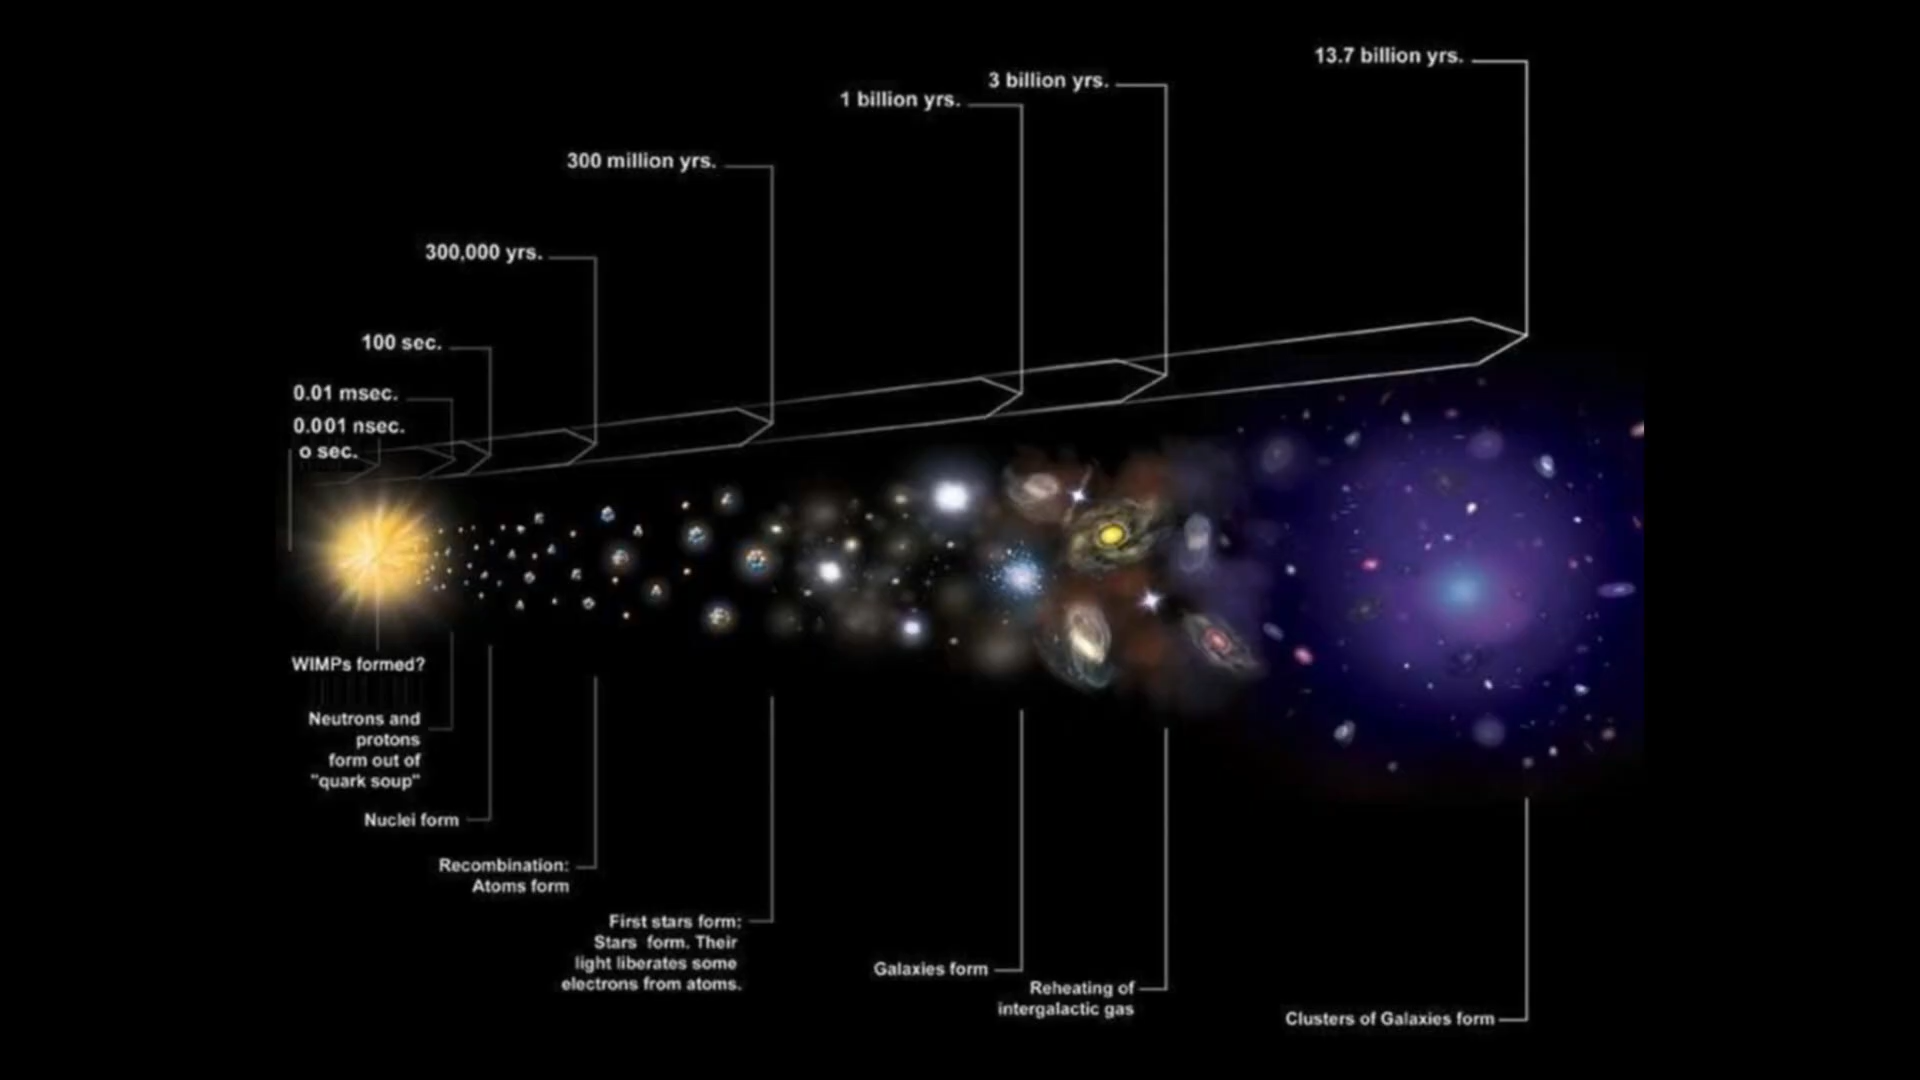 13.7 billion yrs.
3 billion yrs.
1 billion yrs.
300 million yrs.
300,000 yrs.
100 sec.
0.01 msec.
0.001 nsec.
o sec.
WIMPs formed?
Neutrons and
protons
form out of
"quark soup"
Nuclei form
Recombination:
Atoms form
First stars form:
Stars form. Their
light liberates some
electrons from atoms.
Galaxies form
Reheating of
intergalactic gas
Clusters of Galaxies form